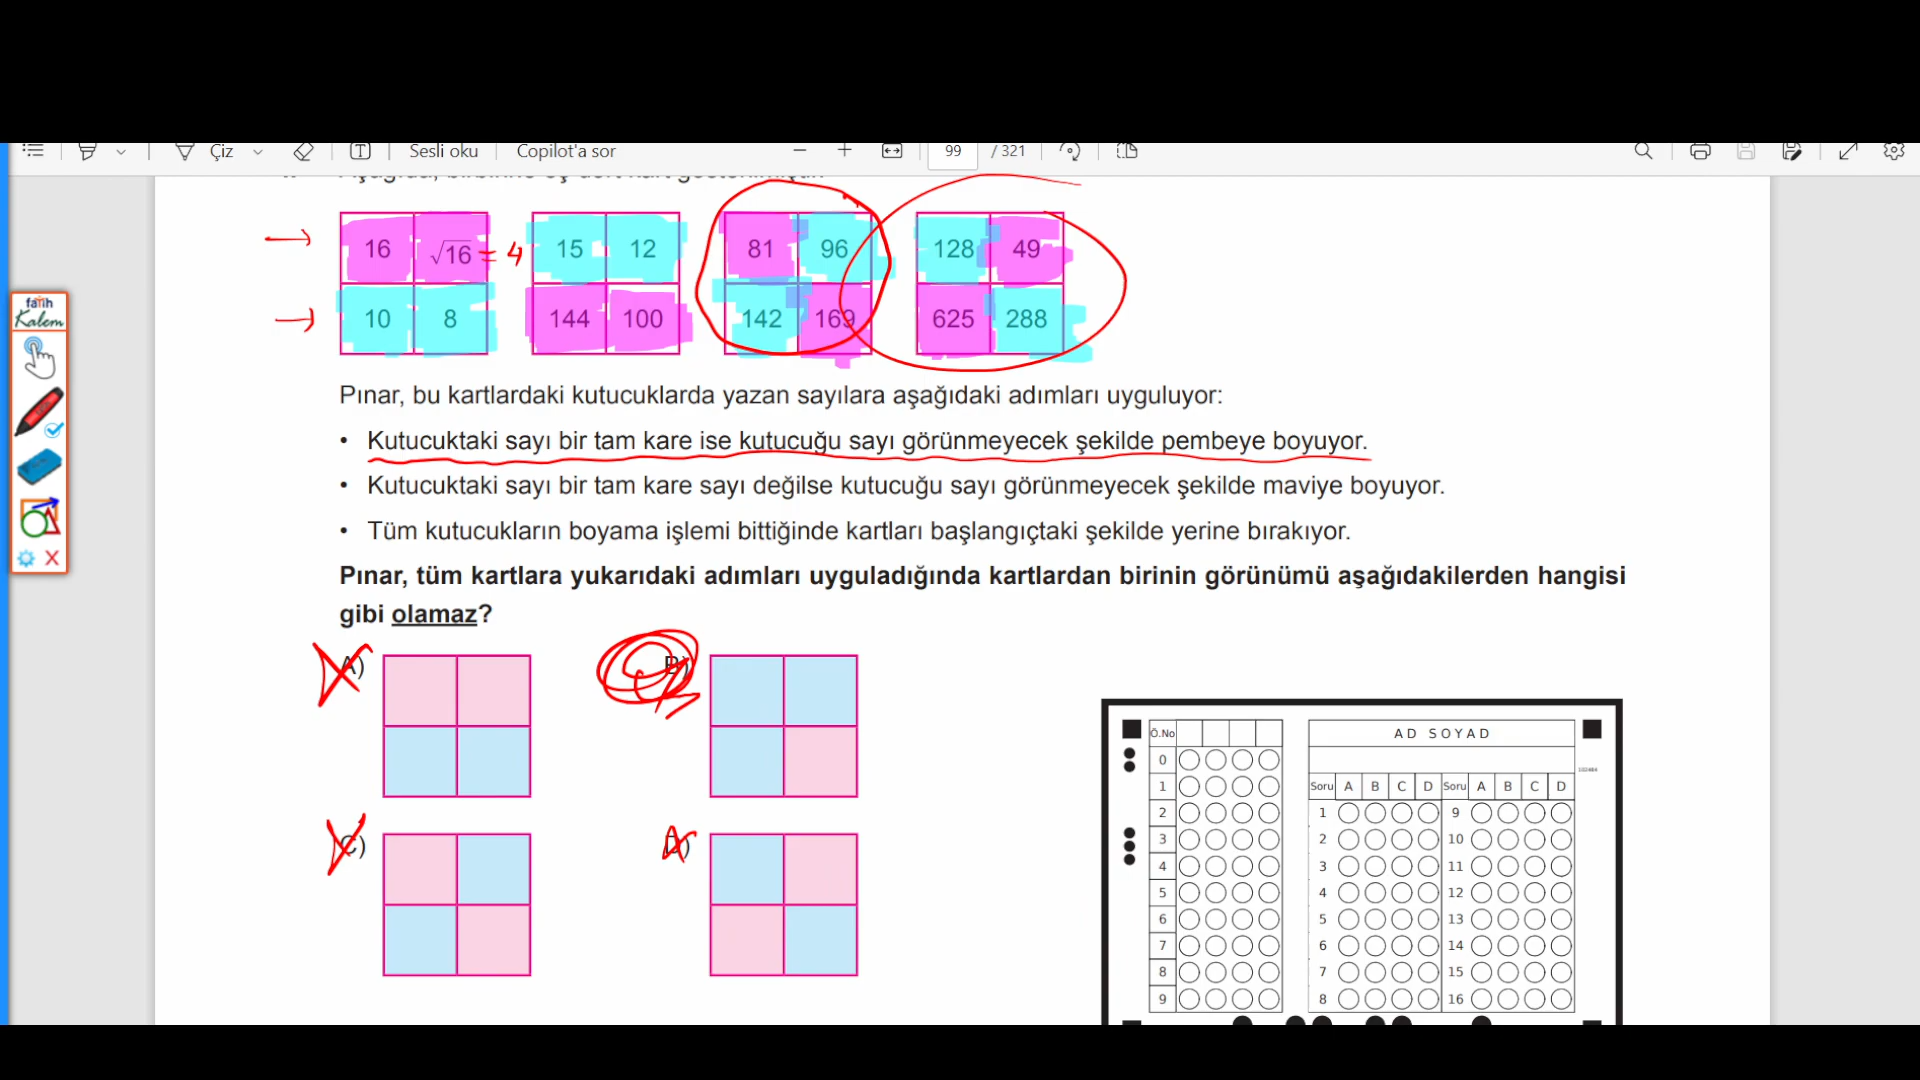 Çiz
Sesli oku
Copilot'a sor
99 / 321
fatih
Kalem
16 √16 = 4
10 8
15 12
144 100
81 96
142 169
128 49
625 288
Pınar, bu kartlardaki kutucuklarda yazan sayılara aşağıdaki adımları uyguluyor:
• Kutucuktaki sayı bir tam kare ise kutucuğu sayı görünmeyecek şekilde pembeye boyuyor.
• Kutucuktaki sayı bir tam kare sayı değilse kutucuğu sayı görünmeyecek şekilde maviye boyuyor.
• Tüm kutucukların boyama işlemi bittiğinde kartları başlangıçtaki şekilde yerine bırakıyor.
Pınar, tüm kartlara yukarıdaki adımları uyguladığında kartlardan birinin görünümü aşağıdakilerden hangisi
gibi olamaz?
A)
B)
C)
D)
Ö.No
0
1
2
3
4
5
6
7
8
9
AD SOYAD
Soru A B C D Soru A B C D
1 9
2 10
3 11
4 12
5 13
6 14
7 15
8 16